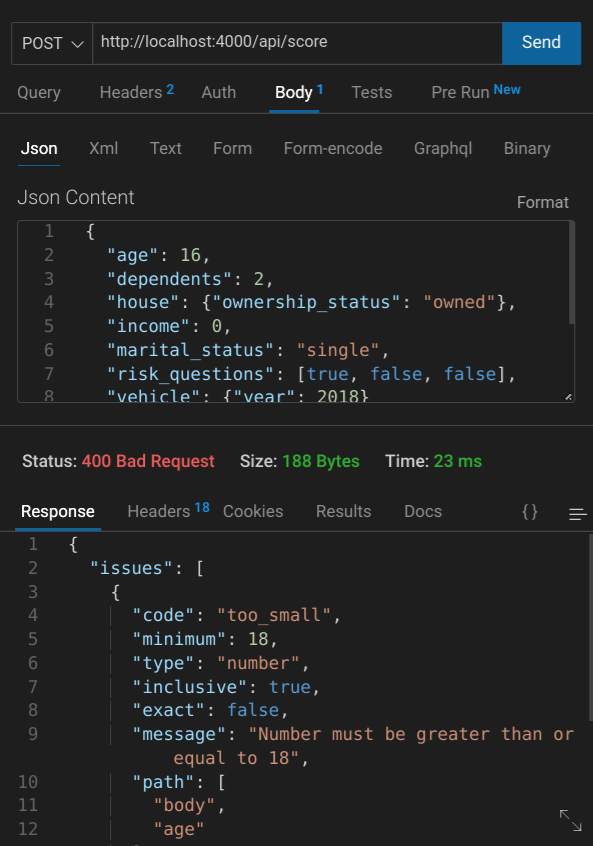 POST http://localhost:4000/api/score Send
Query Headers 2 Auth Body 1 Tests Pre Run New
Json Xml Text Form Form-encode Graphql Binary
Json Content Format
1 {
2 "age": 16,
3 "dependents": 2,
4 "house": {"ownership_status": "owned"},
5 "income": 0,
6 "marital_status": "single",
7 "risk_questions": [true, false, false],
8 "vehicle": {"year": 2018}
Status: 400 Bad Request Size: 188 Bytes Time: 23 ms
Response Headers 18 Cookies Results Docs {}
1 {
2 "issues": [
3 {
4 "code": "too_small",
5 "minimum": 18,
6 "type": "number",
7 "inclusive": true,
8 "exact": false,
9 "message": "Number must be greater than or
equal to 18",
10 "path": [
11 "body",
12 "age"